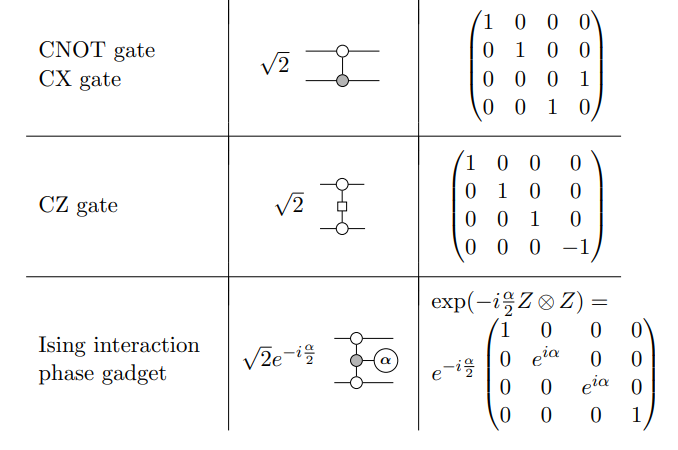 CNOT gate
CX gate
√2
1 0 0 0
0 1 0 0
0 0 0 1
0 0 1 0
CZ gate
√2
1 0 0 0
0 1 0 0
0 0 1 0
0 0 0 −1
Ising interaction
phase gadget
√2e^{−i α/2}
α
exp(−i α/2 Z ⊗ Z) =
e^{−i α/2}
1 0 0 0
0 e^{iα} 0 0
0 0 e^{iα} 0
0 0 0 1